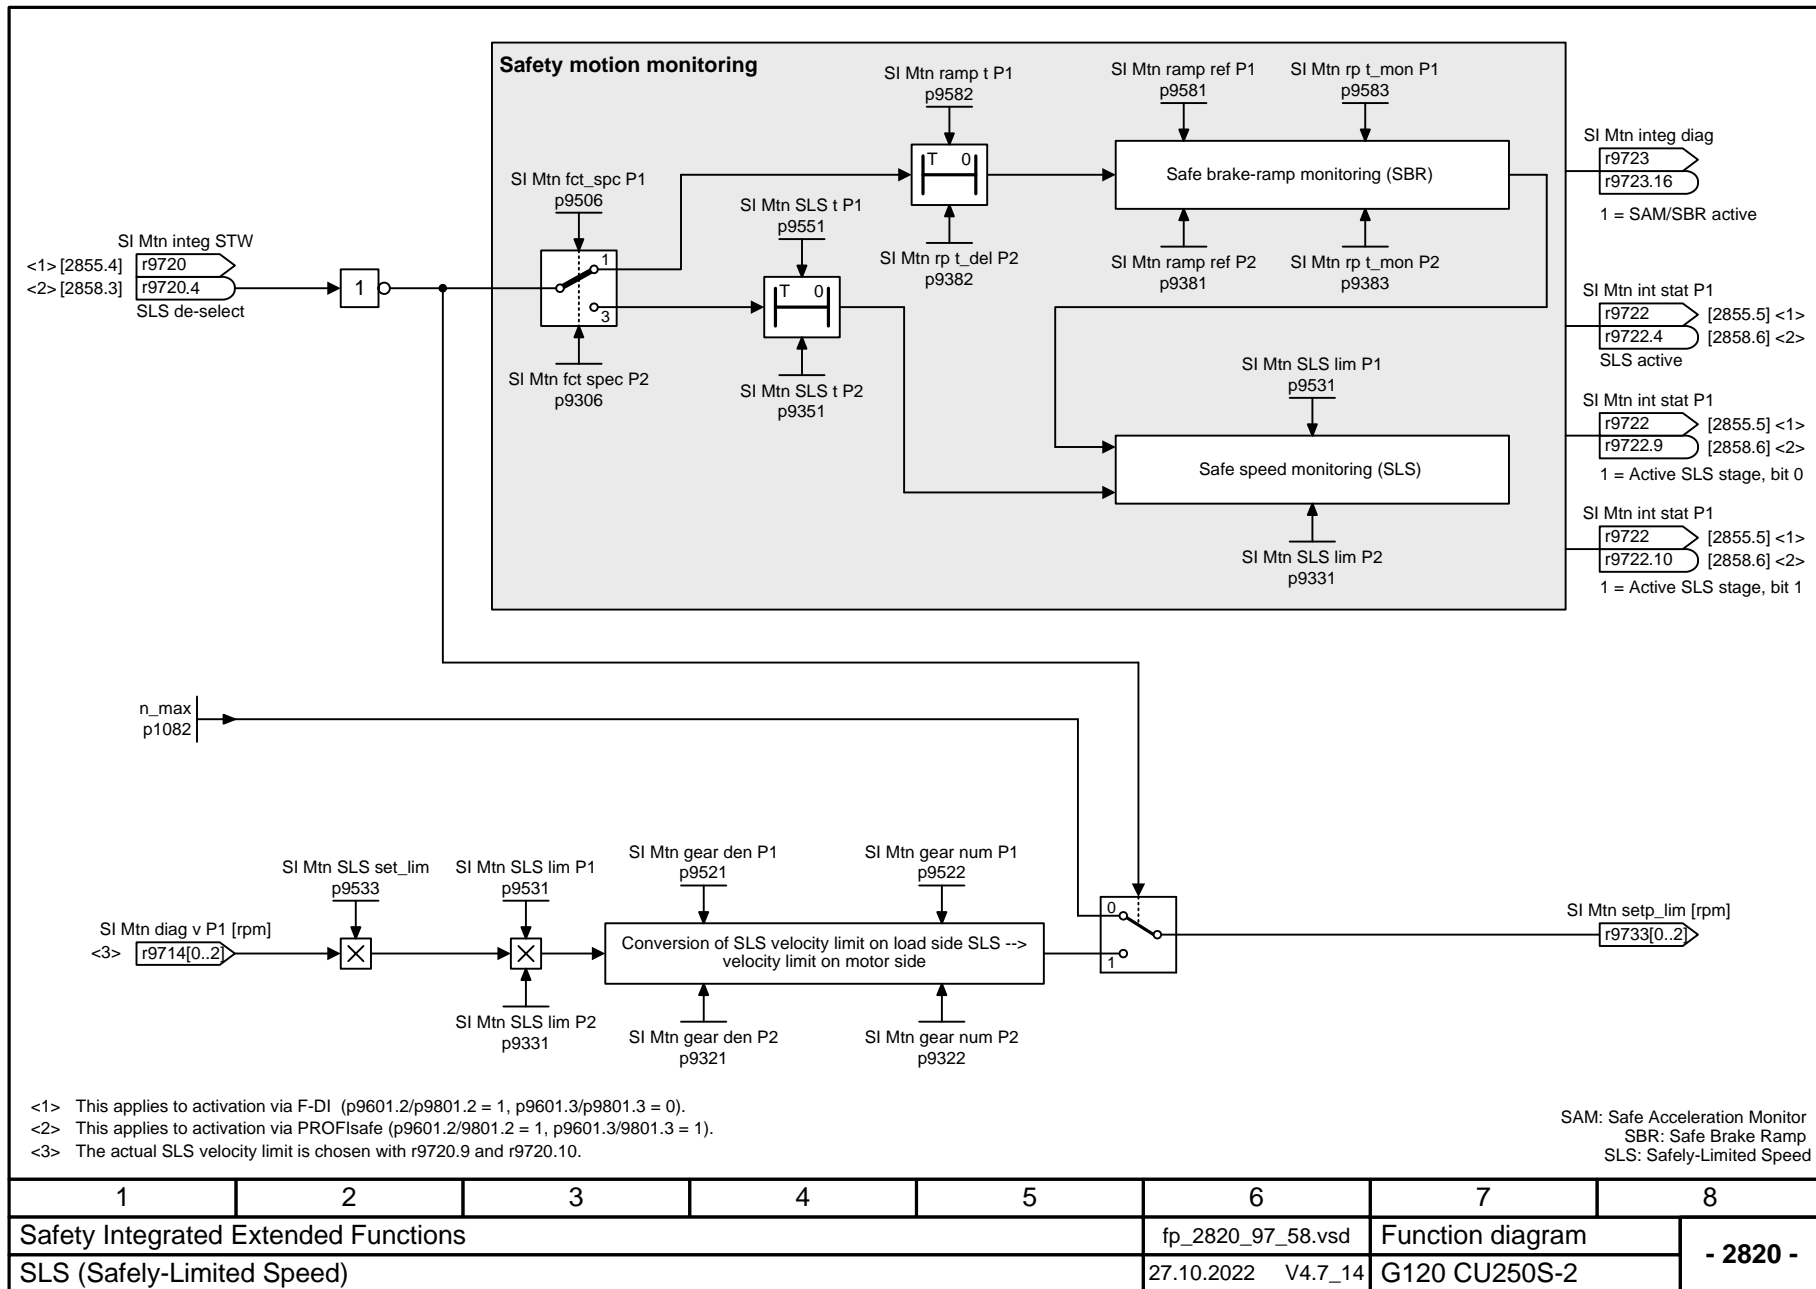 Safety motion monitoring
SI Mtn ramp t P1
p9582
SI Mtn ramp ref P1
p9581
SI Mtn rp t_mon P1
p9583
T 0
Safe brake-ramp monitoring (SBR)
SI Mtn rp t_del P2
p9382
SI Mtn ramp ref P2
p9381
SI Mtn rp t_mon P2
p9383
SI Mtn integ diag
r9723
r9723.16
1 = SAM/SBR active
SI Mtn fct_spc P1
p9506
1
3
SI Mtn fct spec P2
p9306
SI Mtn SLS t P1
p9551
T 0
SI Mtn SLS t P2
p9351
SI Mtn integ STW
<1> [2855.4] r9720
<2> [2858.3] r9720.4
SLS de-select
1
SI Mtn int stat P1
r9722 [2855.5] <1>
r9722.4 [2858.6] <2>
SLS active
SI Mtn SLS lim P1
p9531
Safe speed monitoring (SLS)
SI Mtn SLS lim P2
p9331
SI Mtn int stat P1
r9722 [2855.5] <1>
r9722.9 [2858.6] <2>
1 = Active SLS stage, bit 0
SI Mtn int stat P1
r9722 [2855.5] <1>
r9722.10 [2858.6] <2>
1 = Active SLS stage, bit 1
n_max
p1082
SI Mtn diag v P1 [rpm]
<3> r9714[0..2]
SI Mtn SLS set_lim
p9533
SI Mtn SLS lim P1
p9531
SI Mtn SLS lim P2
p9331
SI Mtn gear den P1
p9521
SI Mtn gear num P1
p9522
Conversion of SLS velocity limit on load side SLS -->
velocity limit on motor side
SI Mtn gear den P2
p9321
SI Mtn gear num P2
p9322
0
1
SI Mtn setp_lim [rpm]
r9733[0..2]
<1> This applies to activation via F-DI (p9601.2/p9801.2 = 1, p9601.3/p9801.3 = 0).
<2> This applies to activation via PROFIsafe (p9601.2/9801.2 = 1, p9601.3/9801.3 = 1).
<3> The actual SLS velocity limit is chosen with r9720.9 and r9720.10.
SAM: Safe Acceleration Monitor
SBR: Safe Brake Ramp
SLS: Safely-Limited Speed
1 2 3 4 5 6 7 8
Safety Integrated Extended Functions
fp_2820_97_58.vsd
Function diagram
- 2820 -
SLS (Safely-Limited Speed)
27.10.2022 V4.7_14
G120 CU250S-2